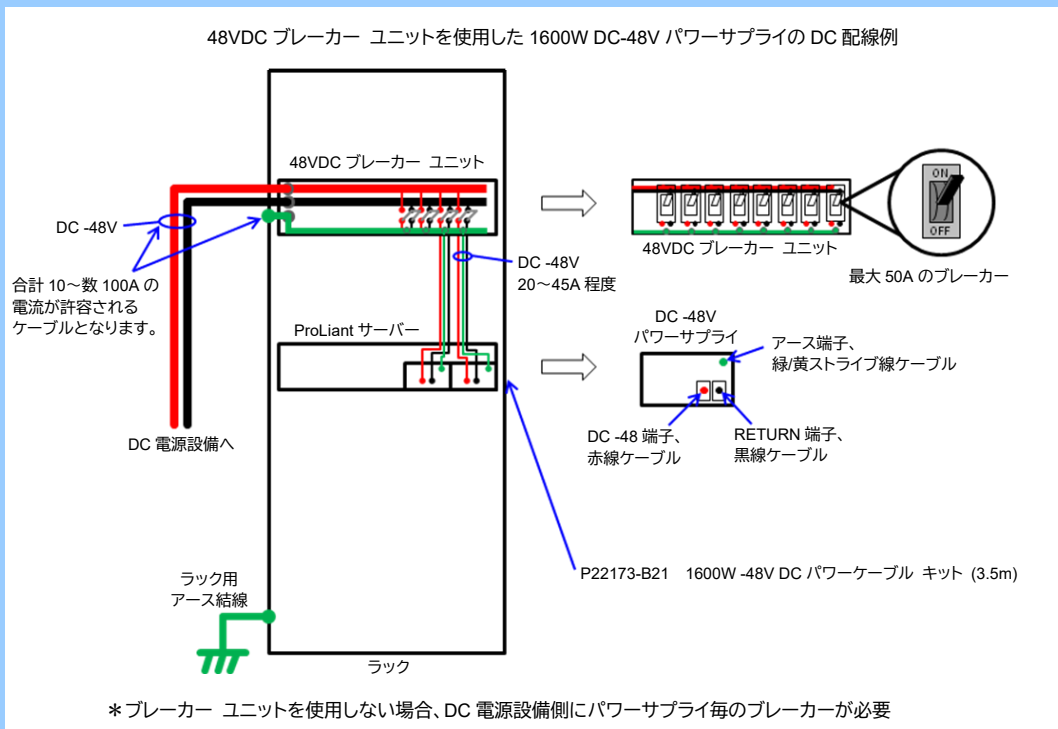 48VDC ブレーカー ユニットを使用した 1600W DC-48V パワーサプライの DC 配線例
48VDC ブレーカー ユニット
DC -48V
合計 10～数 100A の
電流が許容される
ケーブルとなります。
DC -48V
20～45A 程度
ON
OFF
48VDC ブレーカー ユニット
最大 50A のブレーカー
ProLiant サーバー
DC -48V
パワーサプライ
アース端子、
緑/黄ストライプ線ケーブル
DC -48 端子、
赤線ケーブル
RETURN 端子、
黒線ケーブル
DC 電源設備へ
P22173-B21 1600W -48V DC パワーケーブル キット (3.5m)
ラック用
アース結線
ラック
＊ブレーカー ユニットを使用しない場合、DC 電源設備側にパワーサプライ毎のブレーカーが必要